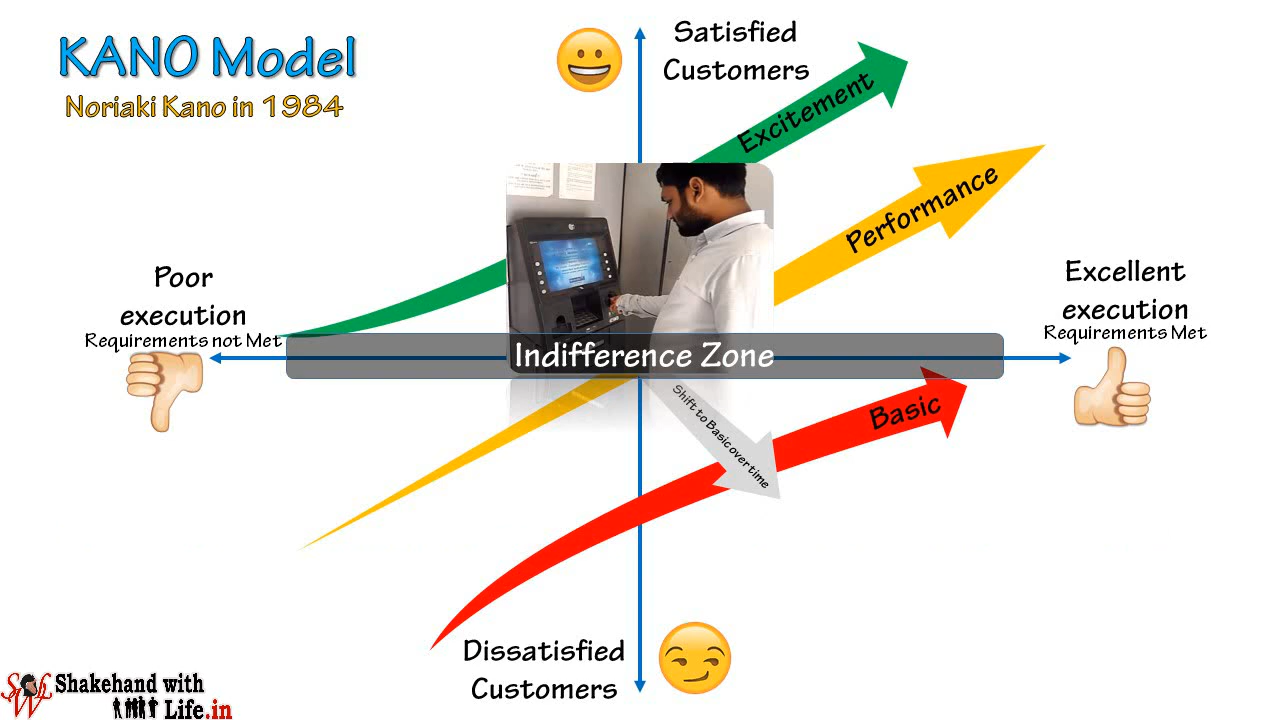 KANO Model
Noriaki Kano in 1984
Satisfied
Customers
Excitement
Performance
Poor
execution
Requirements not Met
Excellent
execution
Requirements Met
Indifference Zone
Shift to Basic over time
Basic
Dissatisfied
Customers
Shakehand with
Life.in